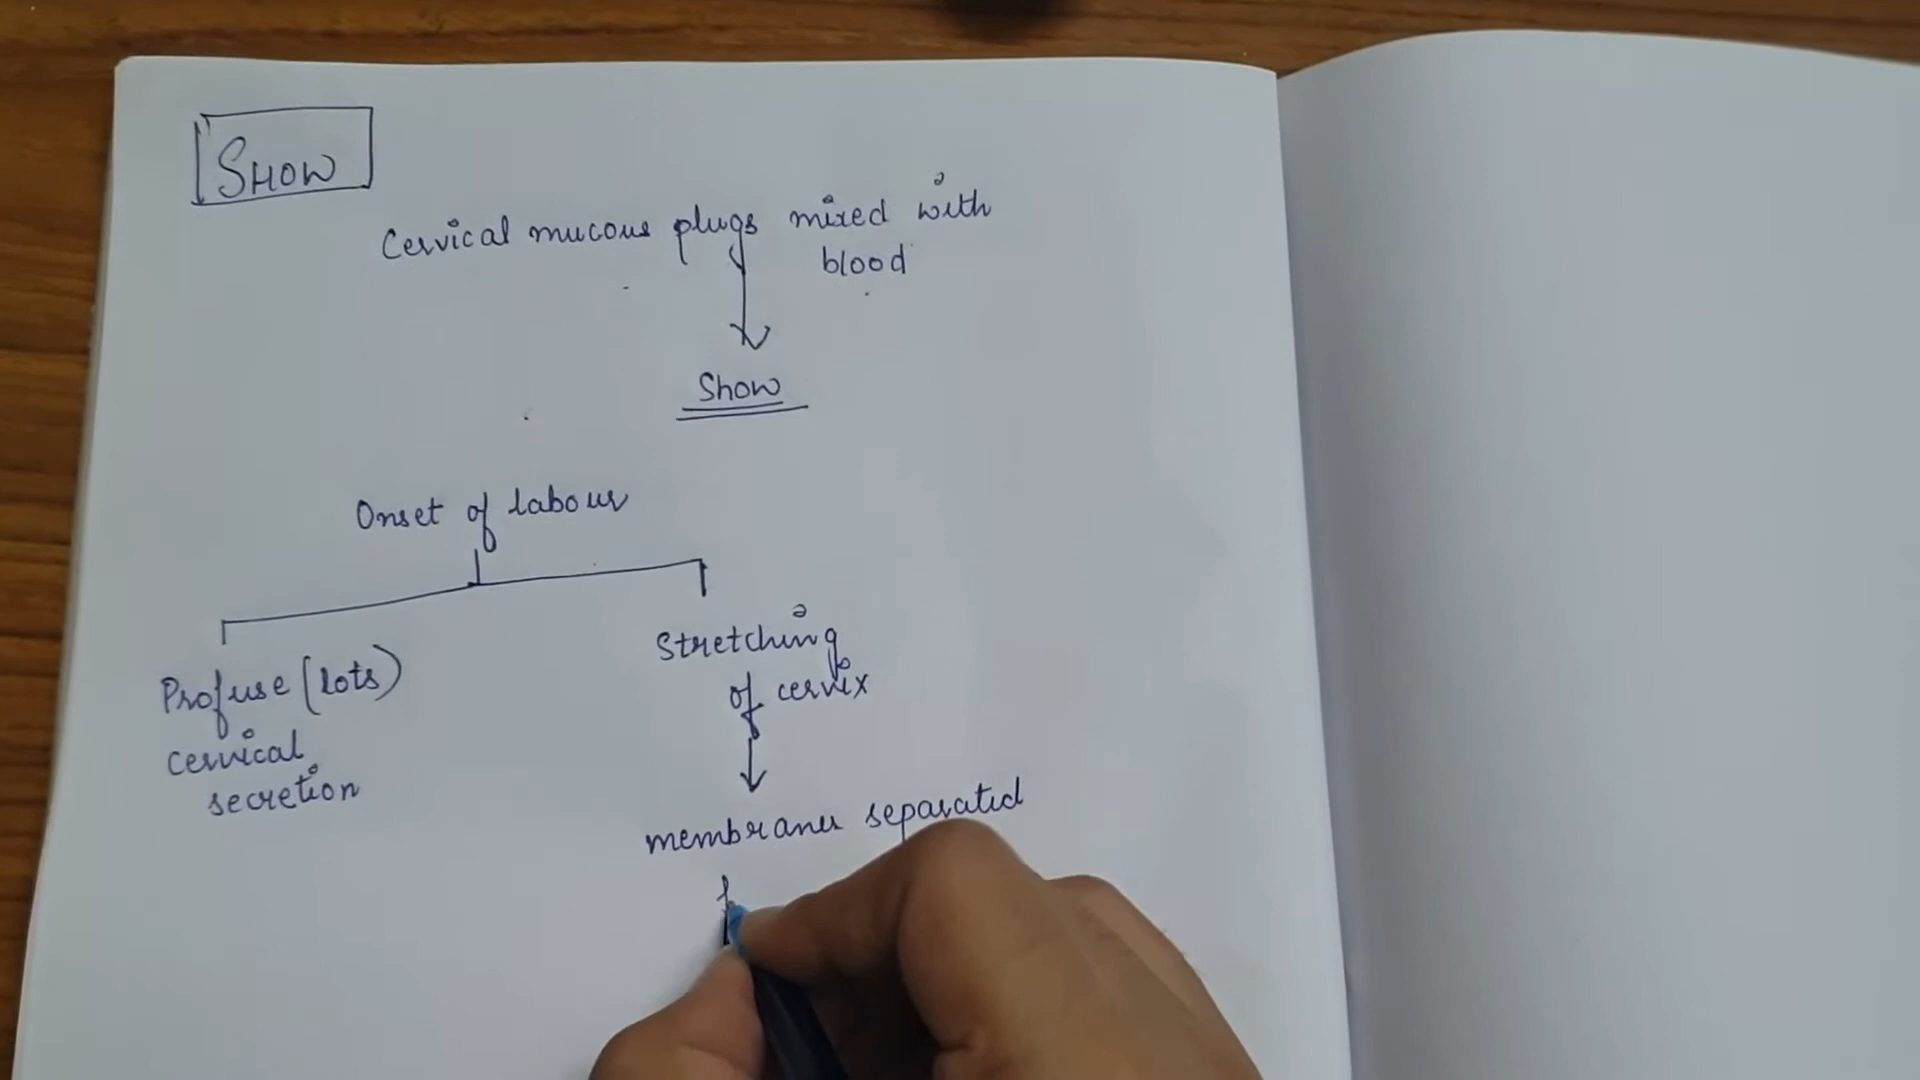 SHOW
Cervical mucous plugs mixed with
blood
Show
Onset of labour
Profuse (lots)
cervical
secretion
Stretching
of cervix
membranes separated